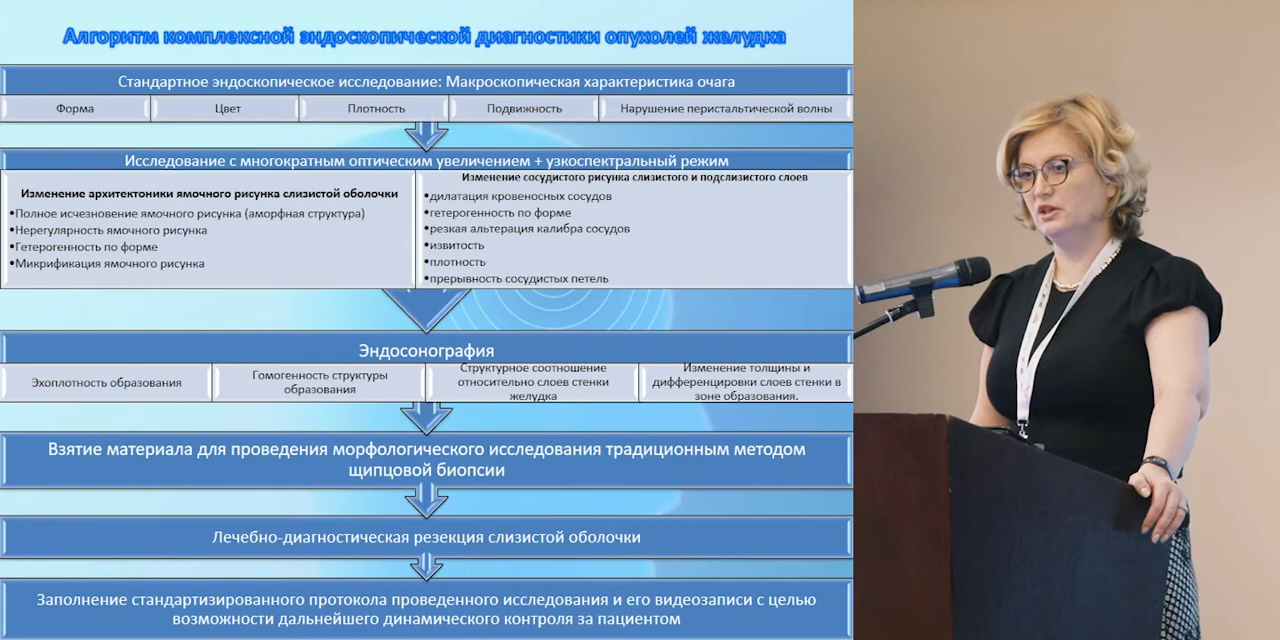 Алгоритм комплексной эндоскопической диагностики опухолей желудка
Стандартное эндоскопическое исследование: Макроскопическая характеристика очага
Форма
Цвет
Плотность
Подвижность
Нарушение перистальтической волны
Исследование с многократным оптическим увеличением + узкоспектральный режим
Изменение архитектоники ямочного рисунка слизистой оболочки
•Полное исчезновение ямочного рисунка (аморфная структура)
•Нерегулярность ямочного рисунка
•Гетерогенность по форме
•Микрификация ямочного рисунка
Изменение сосудистого рисунка слизистого и подслизистого слоев
•дилатация кровеносных сосудов
•гетерогенность по форме
•резкая альтерация калибра сосудов
•извитость
•плотность
•прерывность сосудистых петель
Эндосонография
Эхоплотность образования
Гомогенность структуры
образования
Структурное соотношение
относительно слоев стенки
желудка
Изменение толщины и
дифференцировки слоев стенки в
зоне образования.
Взятие материала для проведения морфологического исследования традиционным методом
щипцовой биопсии
Лечебно-диагностическая резекция слизистой оболочки
Заполнение стандартизированного протокола проведенного исследования и его видеозаписи с целью
возможности дальнейшего динамического контроля за пациентом